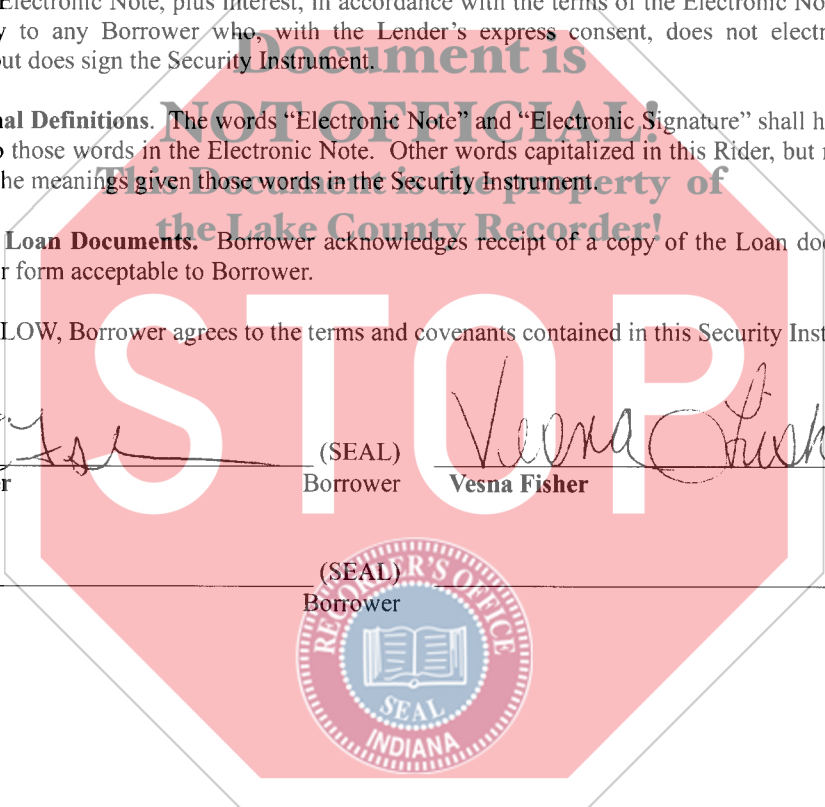 Electronic Note, plus interest, in accordance with the terms of the Electronic No
y to any Borrower who, with the Lender’s express consent, does not electr
out does sign the Security Instrument.
Document is
NOT OFFICIAL!
nal Definitions. The words “Electronic Note” and “Electronic Signature” shall h
o those words in the Electronic Note. Other words capitalized in this Rider, but
he meanings given those words in the Security Instrument.
This Document is the property of
the Lake County Recorder!
Loan Documents. Borrower acknowledges receipt of a copy of the Loan do
r form acceptable to Borrower.
LOW, Borrower agrees to the terms and covenants contained in this Security Inst
STOP
(SEAL)
er Borrower Vesna Fisher
(SEAL)
Borrower
RECORDER'S OFFICE
SEAL
INDIANA